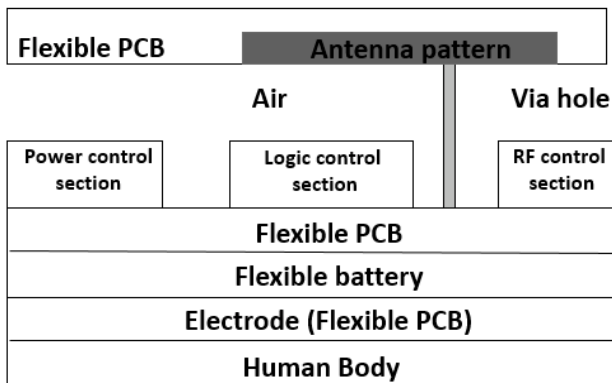 Flexible PCB
Antenna pattern
Air
Via hole
Power control
section
Logic control
section
RF control
section
Flexible PCB
Flexible battery
Electrode (Flexible PCB)
Human Body